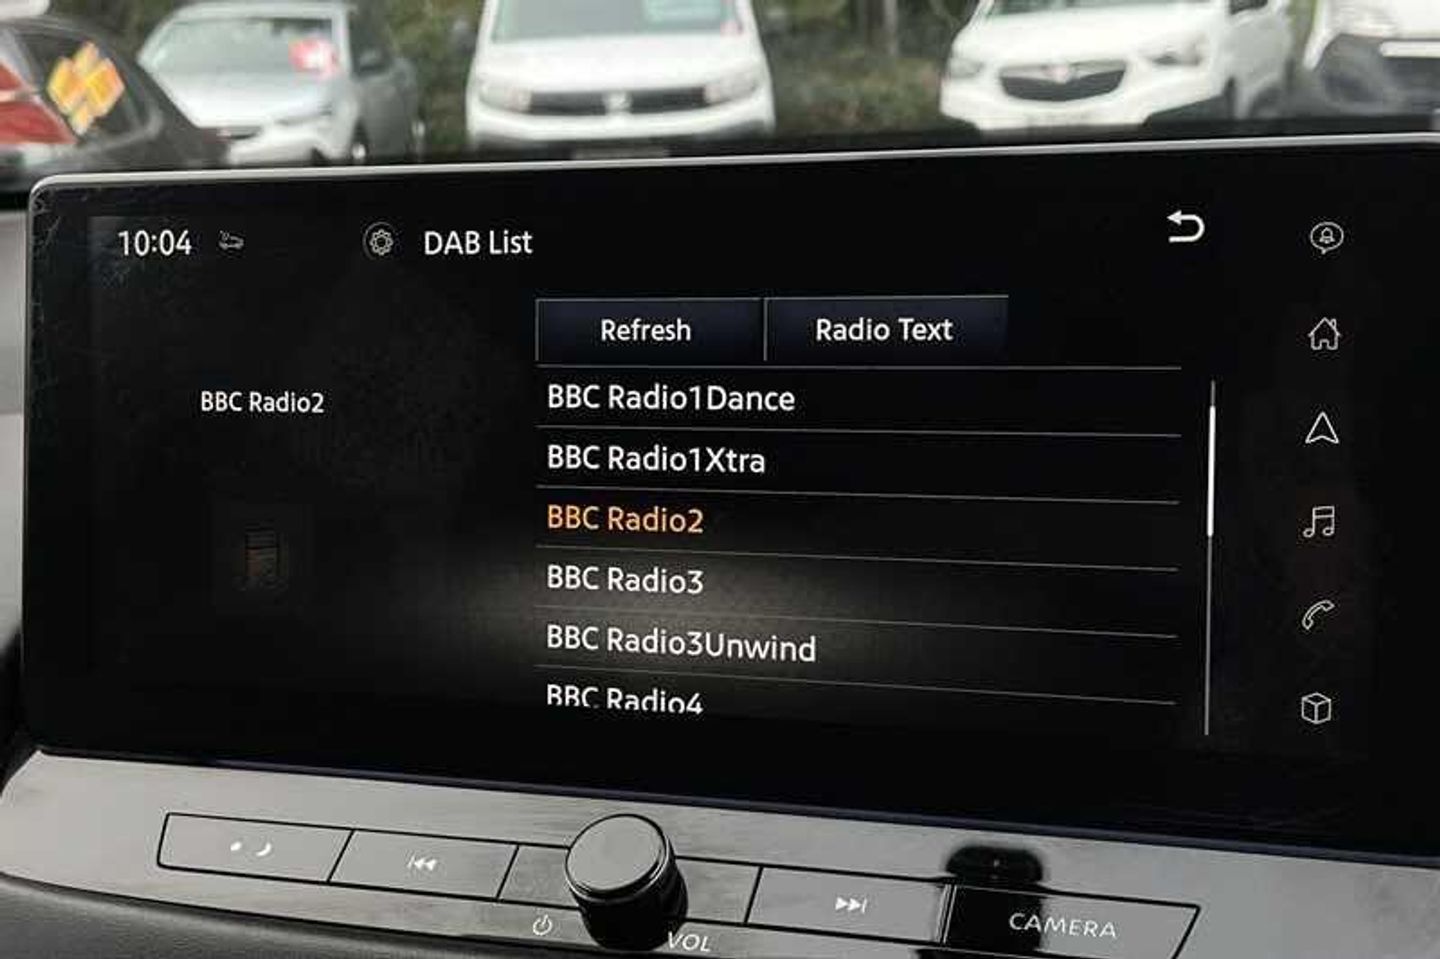 10:04
DAB List
Refresh
Radio Text
BBC Radio2
BBC Radio1Dance
BBC Radio1Xtra
BBC Radio2
BBC Radio3
BBC Radio3Unwind
BBC Radio4
VOL
CAMERA